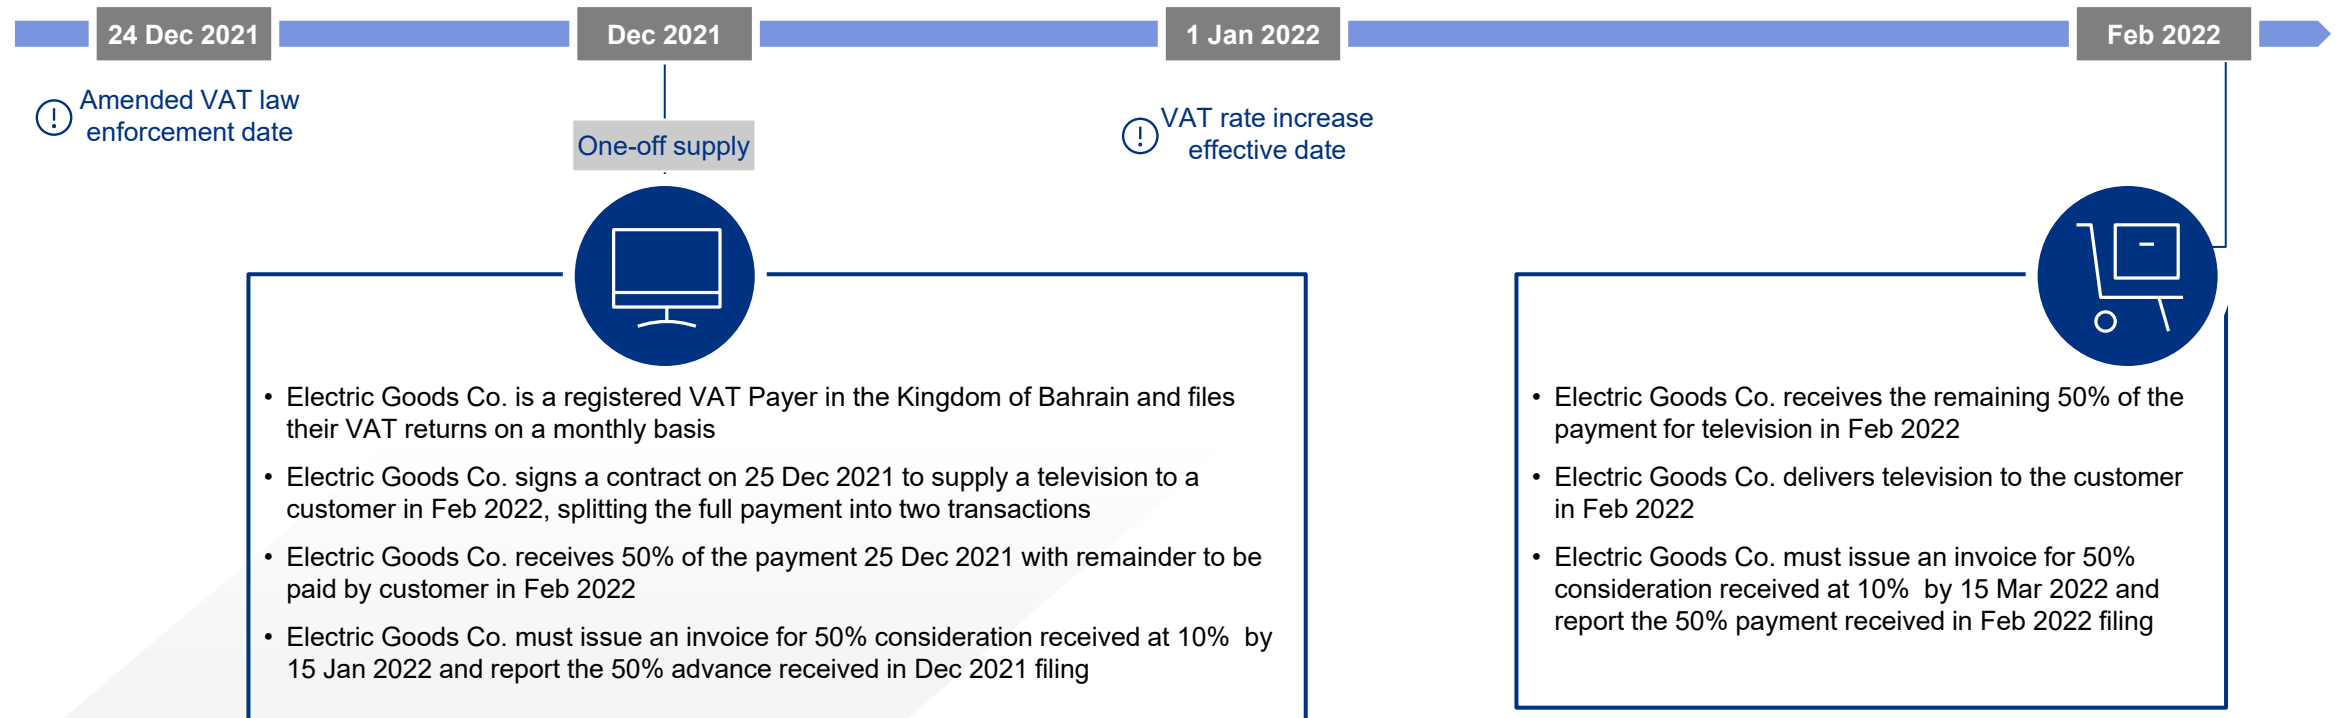 24 Dec 2021
Dec 2021
1 Jan 2022
Feb 2022
Amended VAT law
enforcement date
One-off supply
VAT rate increase
effective date
• Electric Goods Co. is a registered VAT Payer in the Kingdom of Bahrain and files
their VAT returns on a monthly basis
• Electric Goods Co. signs a contract on 25 Dec 2021 to supply a television to a
customer in Feb 2022, splitting the full payment into two transactions
• Electric Goods Co. receives 50% of the payment 25 Dec 2021 with remainder to be
paid by customer in Feb 2022
• Electric Goods Co. must issue an invoice for 50% consideration received at 10% by
15 Jan 2022 and report the 50% advance received in Dec 2021 filing
• Electric Goods Co. receives the remaining 50% of the
payment for television in Feb 2022
• Electric Goods Co. delivers television to the customer
in Feb 2022
• Electric Goods Co. must issue an invoice for 50%
consideration received at 10% by 15 Mar 2022 and
report the 50% payment received in Feb 2022 filing